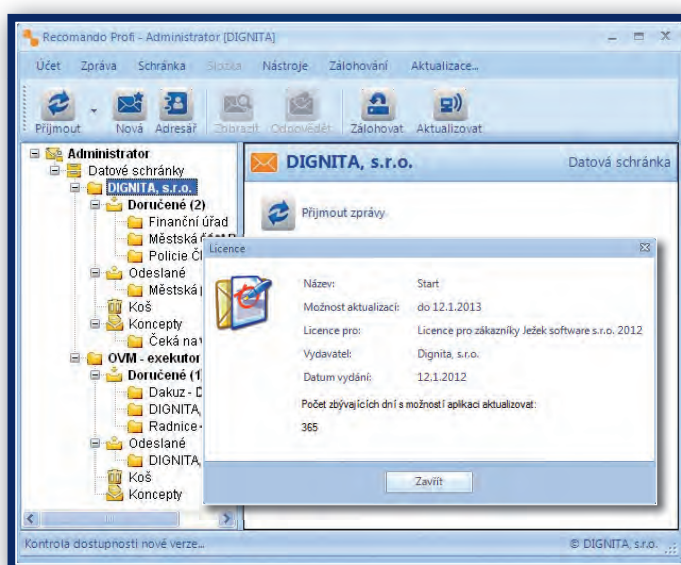 Recomando Profi - Administrator [DIGNITA]
Účet Zpráva Schránka Složka Nástroje Zálohování Aktualizace...
Přijmout Nová Adresář Zobrazit Odpovědět Zálohovat Aktualizovat
Administrator
Datové schránky
DIGNITA, s.r.o.
Doručené (2)
Finanční úřad
Městská část
Policie
Odeslané
Městská
Koš
Koncepty
Čeká na
OVM - exekutor
Doručené (1)
Dakuz -
DIGNITA,
Radnice -
Odeslané
DIGNITA,
Koš
Koncepty
DIGNITA, s.r.o. Datová schránka
Přijmout zprávy
Licence
Název: Start
Možnost aktualizací: do 12.1.2013
Licence pro: Licence pro zákazníky Ježek software s.r.o. 2012
Vydavatel: Dignita, s.r.o.
Datum vydání: 12.1.2012
Počet zbývajících dní s možností aplikaci aktualizovat:
365
Zavřít
Kontrola dostupnosti nové verze... © DIGNITA, s.r.o.